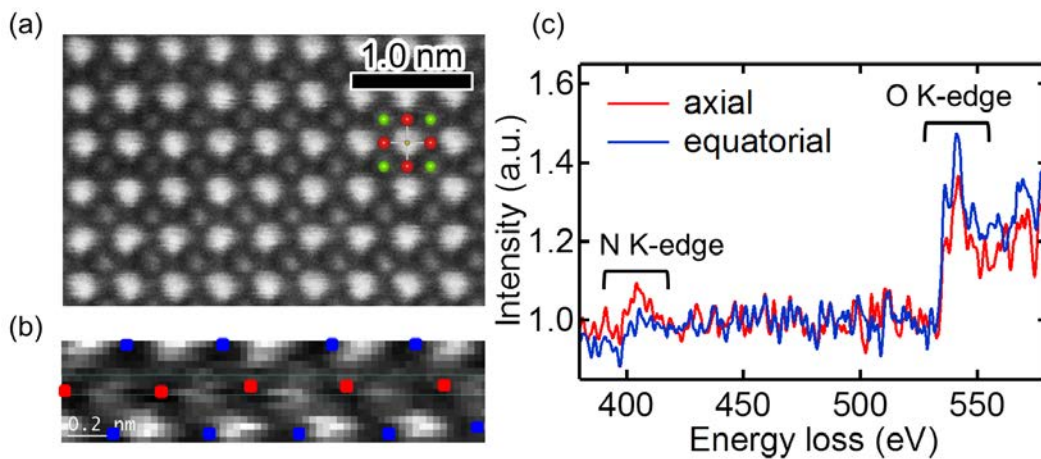 (a)
1.0 nm
(b)
0.2 nm
(c)
Intensity (a.u.)
1.6
1.4
1.2
1.0
axial
equatorial
N K-edge
O K-edge
400
450
500
550
Energy loss (eV)